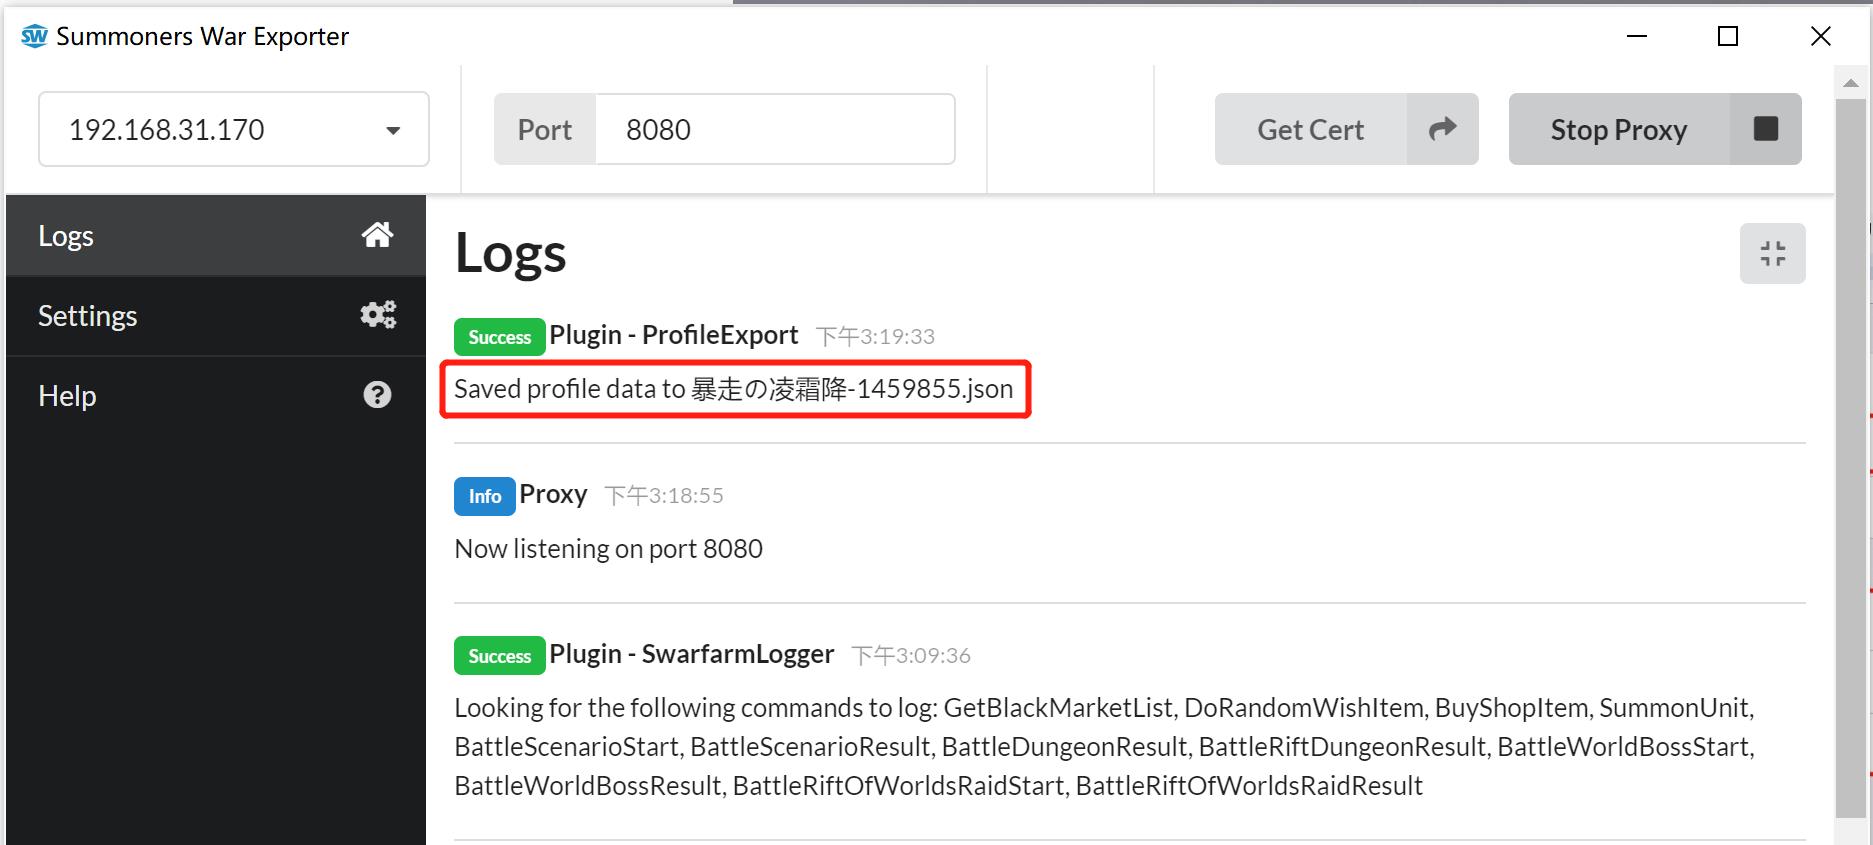 Summoners War Exporter
192.168.31.170
Port
8080
Get Cert
Stop Proxy
Logs
Settings
Help
Logs
Success Plugin - ProfileExport 下午3:19:33
Saved profile data to 暴走の凌霜降-1459855.json
Info Proxy 下午3:18:55
Now listening on port 8080
Success Plugin - SwarfarmLogger 下午3:09:36
Looking for the following commands to log: GetBlackMarketList, DoRandomWishItem, BuyShopItem, SummonUnit,
BattleScenarioStart, BattleScenarioResult, BattleDungeonResult, BattleRiftDungeonResult, BattleWorldBossStart,
BattleWorldBossResult, BattleRiftOfWorldsRaidStart, BattleRiftOfWorldsRaidResult